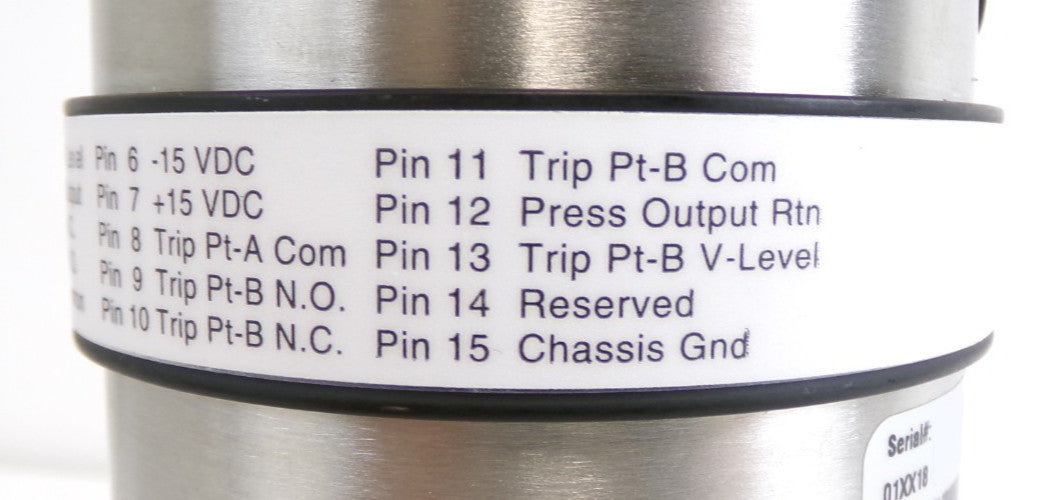 Pin 6 -15 VDC
Pin 7 +15 VDC
Pin 8 Trip Pt-A Com
Pin 9 Trip Pt-B N.O.
Pin 10 Trip Pt-B N.C.
Pin 11 Trip Pt-B Com
Pin 12 Press Output Rtn
Pin 13 Trip Pt-B V-Level
Pin 14 Reserved
Pin 15 Chassis Gnd
Serial#:
01XX18